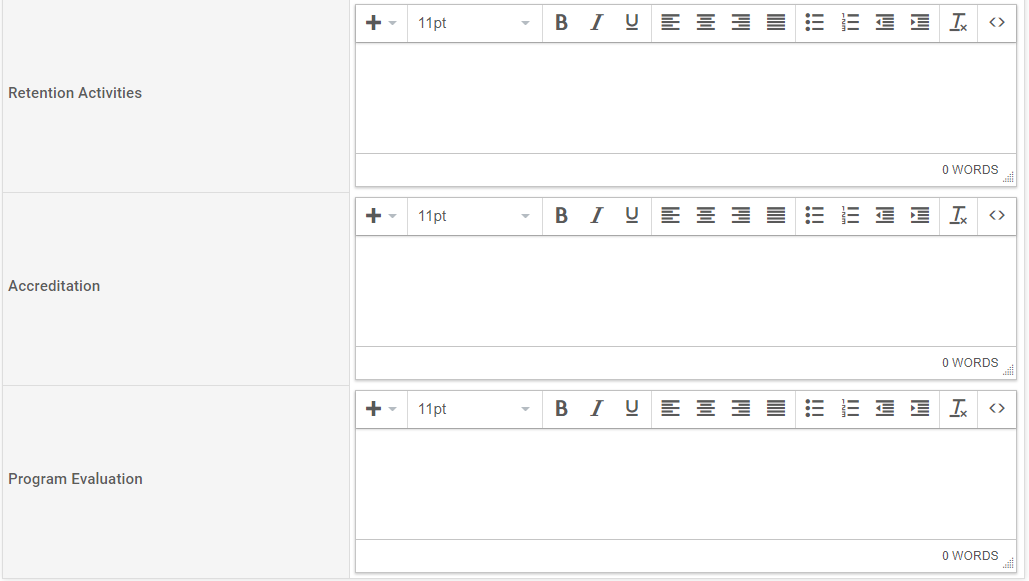 11pt
Retention Activities
0 WORDS
11pt
Accreditation
0 WORDS
11pt
Program Evaluation
0 WORDS